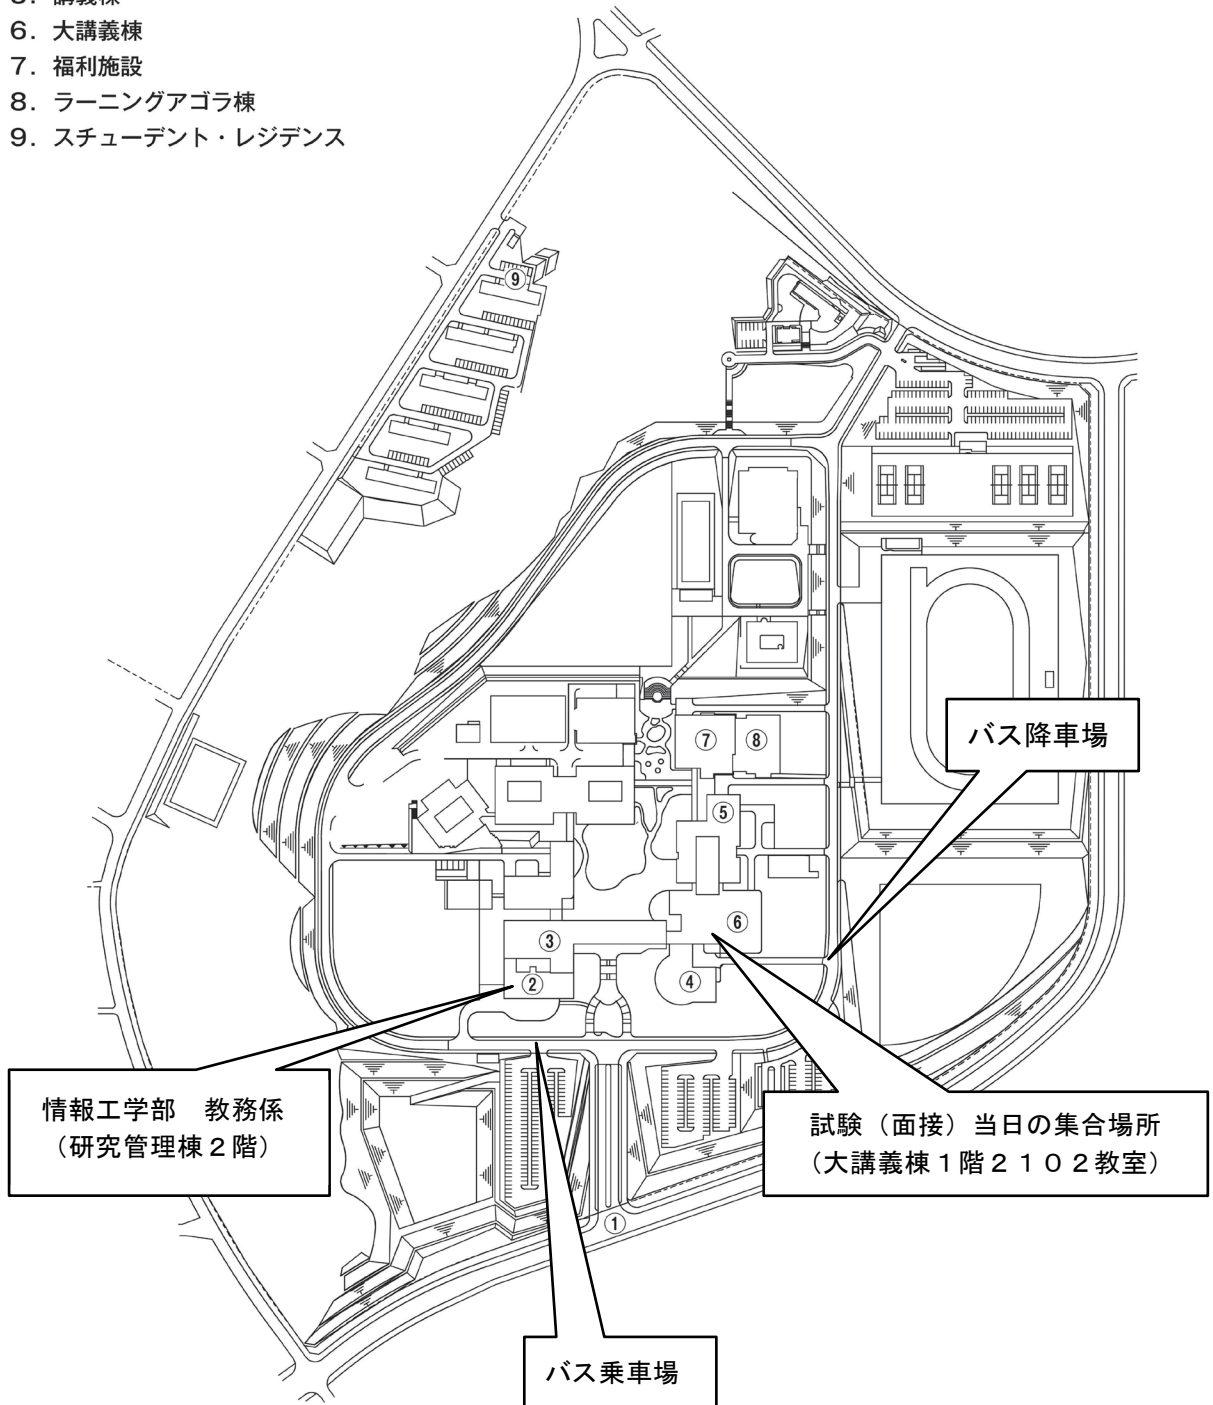 5．講義棟
6．大講義棟
7．福利施設
8．ラーニングアゴラ棟
9．スチューデント・レジデンス
⑨
⑦
⑧
バス降車場
⑤
⑥
③
④
②
情報工学部　教務係
（研究管理棟２階）
試験（面接）当日の集合場所
（大講義棟１階２１０２教室）
①
バス乗車場